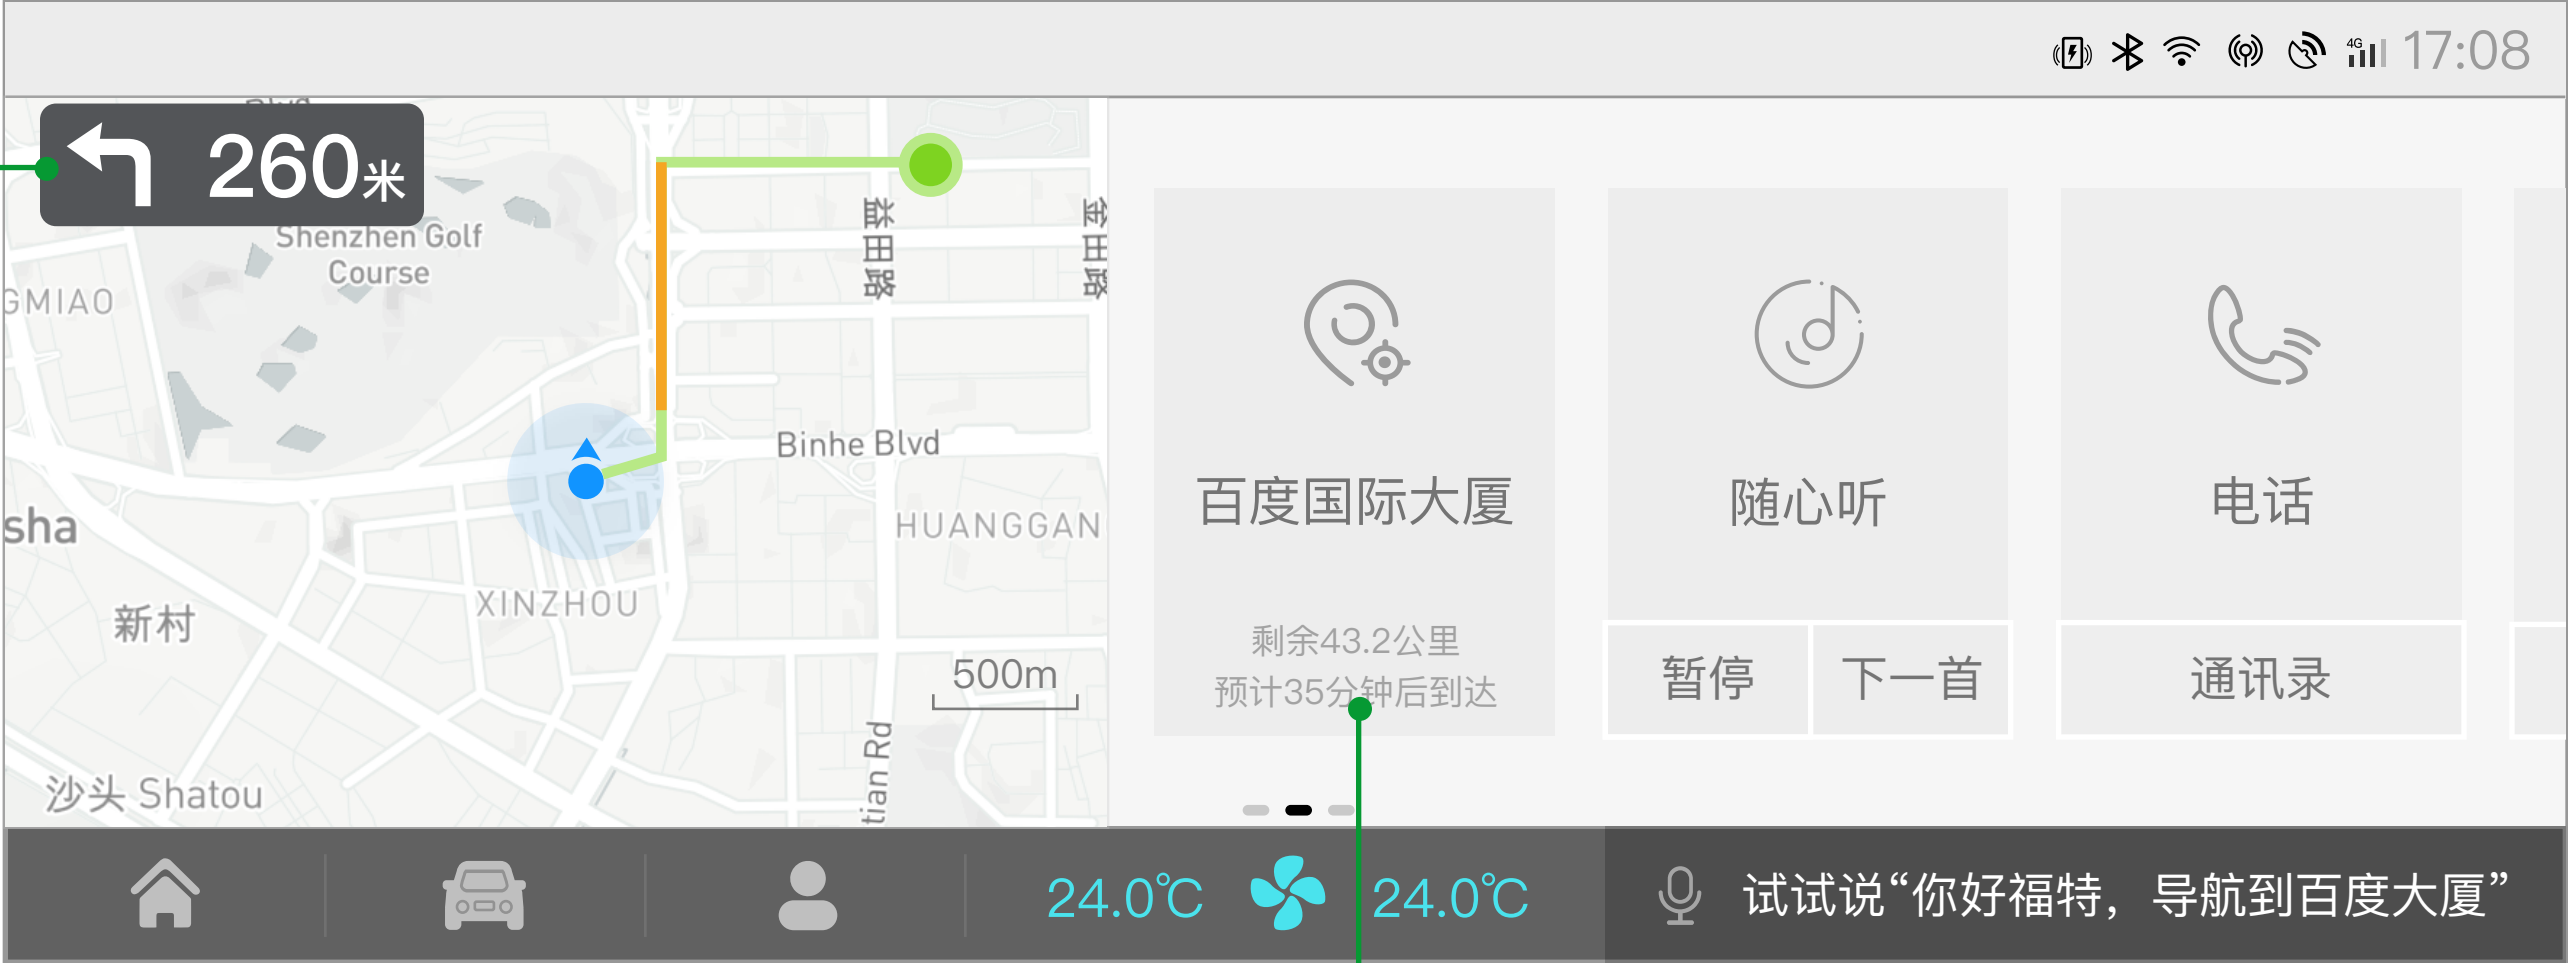 4G 17:08
260米
Shenzhen Golf
Course
GMIAO
益田路
金田路
Binhe Blvd
sha
HUANGGAN
XINZHOU
新村
500m
沙头 Shatou
tian Rd
百度国际大厦
剩余43.2公里
预计35分钟后到达
随心听
暂停
下一首
电话
通讯录
24.0℃
24.0℃
试试说“你好福特，导航到百度大厦”